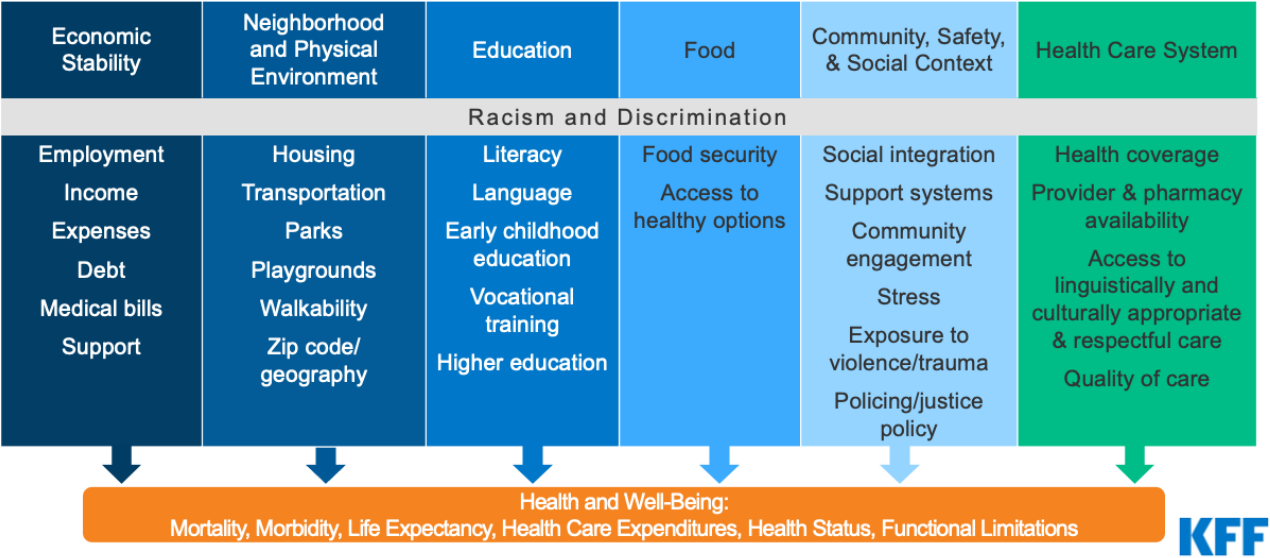 Economic
Stability
Neighborhood
and Physical
Environment
Education
Food
Community, Safety,
& Social Context
Health Care System
Racism and Discrimination
Employment
Income
Expenses
Debt
Medical bills
Support
Housing
Transportation
Parks
Playgrounds
Walkability
Zip code/
geography
Literacy
Language
Early childhood
education
Vocational
training
Higher education
Food security
Access to
healthy options
Social integration
Support systems
Community
engagement
Stress
Exposure to
violence/trauma
Policing/justice
policy
Health coverage
Provider & pharmacy
availability
Access to
linguistically and
culturally appropriate
& respectful care
Quality of care
Health and Well-Being:
Mortality, Morbidity, Life Expectancy, Health Care Expenditures, Health Status, Functional Limitations
KFF